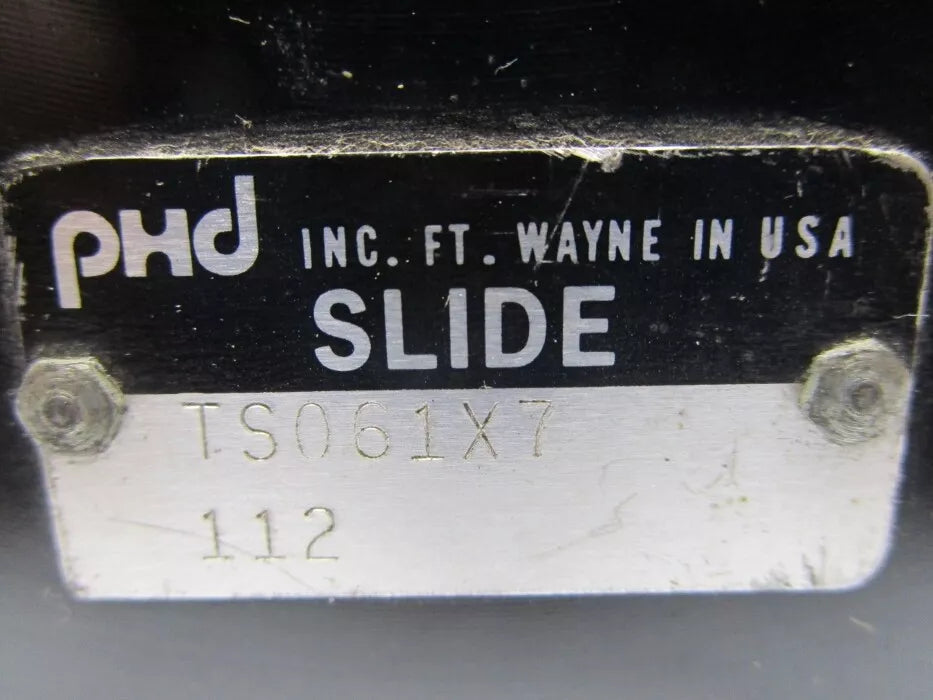 PHD INC. FT. WAYNE IN USA
SLIDE
TS061X7
112